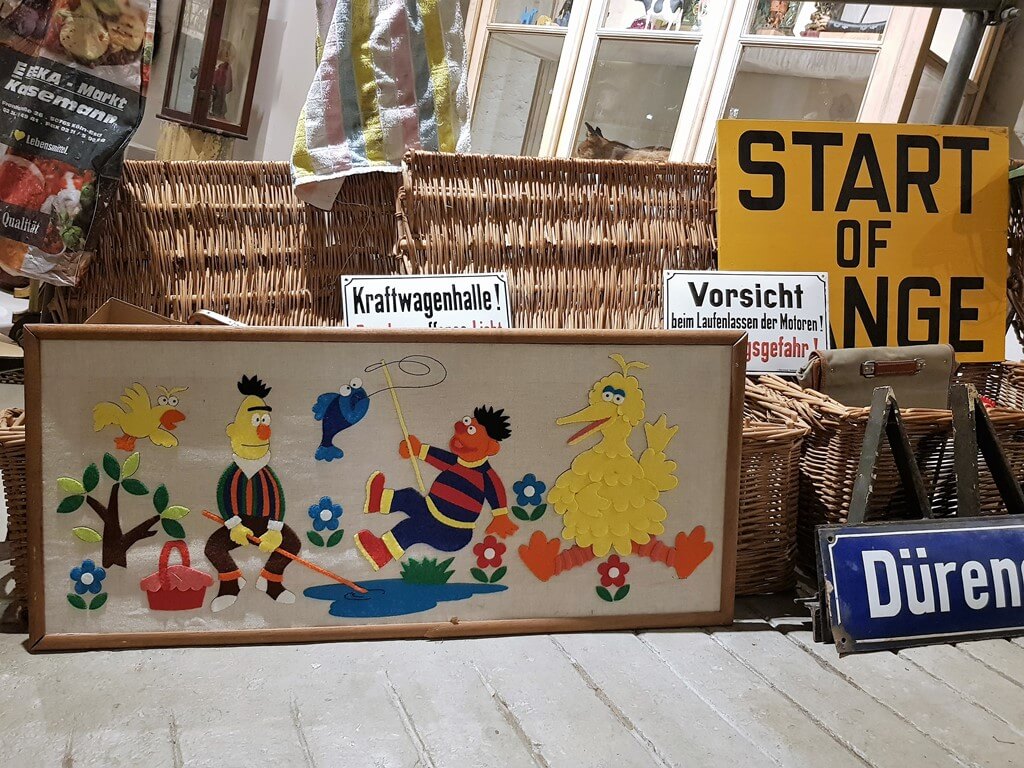 EDEKA-Markt
Kasemann
Lebensmittel
Qualität
START
OF
NGE
Kraftwagenhalle!
Vorsicht
beim Laufenlassen der Motoren!
gsgefahr!
Düren